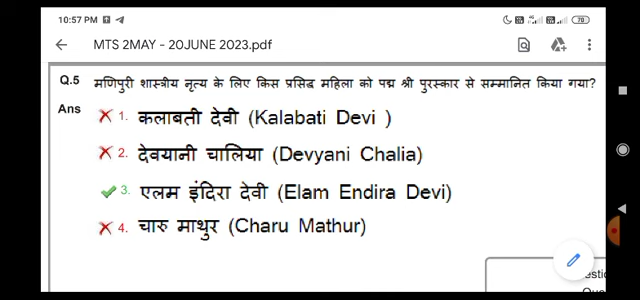 10:57 PM
70
MTS 2MAY - 20JUNE 2023.pdf
Q.5 मणिपुरी शास्त्रीय नृत्य के लिए किस प्रसिद्ध महिला को पद्म श्री पुरस्कार से सम्मानित किया गया?
Ans 1. कलाबती देवी (Kalabati Devi )
2. देवयानी चालिया (Devyani Chalia)
3. एलम इंदिरा देवी (Elam Endira Devi)
4. चारु माथुर (Charu Mathur)